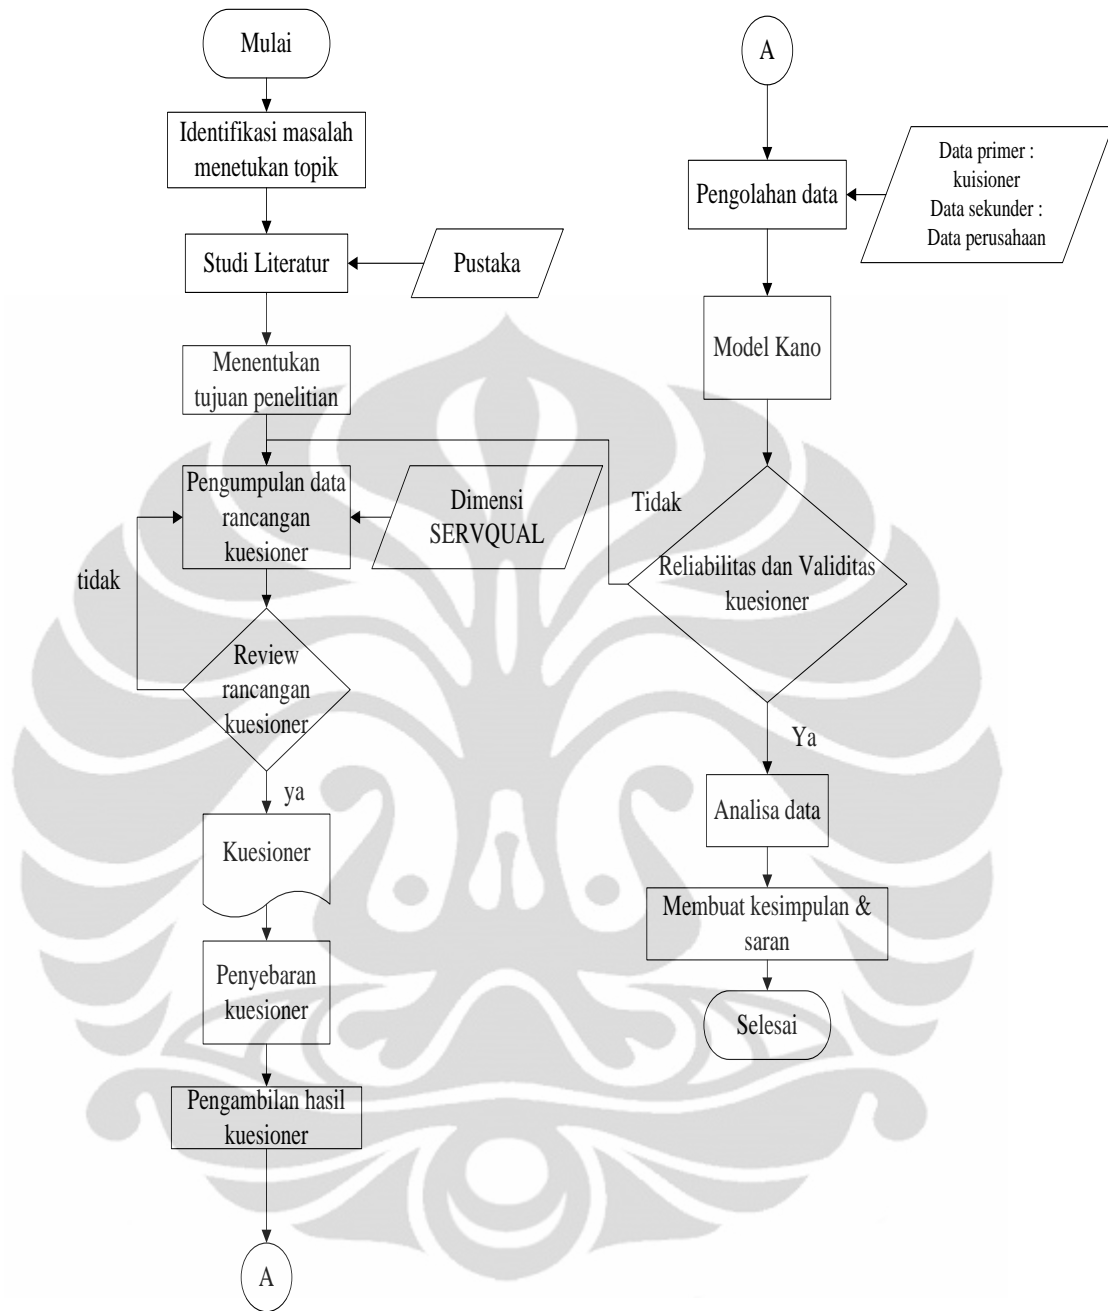 Mulai
Identifikasi masalah
menetukan topik
Studi Literatur
Pustaka
Menentukan
tujuan penelitian
Pengumpulan data
rancangan
kuesioner
Dimensi
SERVQUAL
tidak
Review
rancangan
kuesioner
ya
Kuesioner
Penyebaran
kuesioner
Pengambilan hasil
kuesioner
A
A
Pengolahan data
Data primer :
kuisioner
Data sekunder :
Data perusahaan
Model Kano
Tidak
Reliabilitas dan Validitas
kuesioner
Ya
Analisa data
Membuat kesimpulan &
saran
Selesai